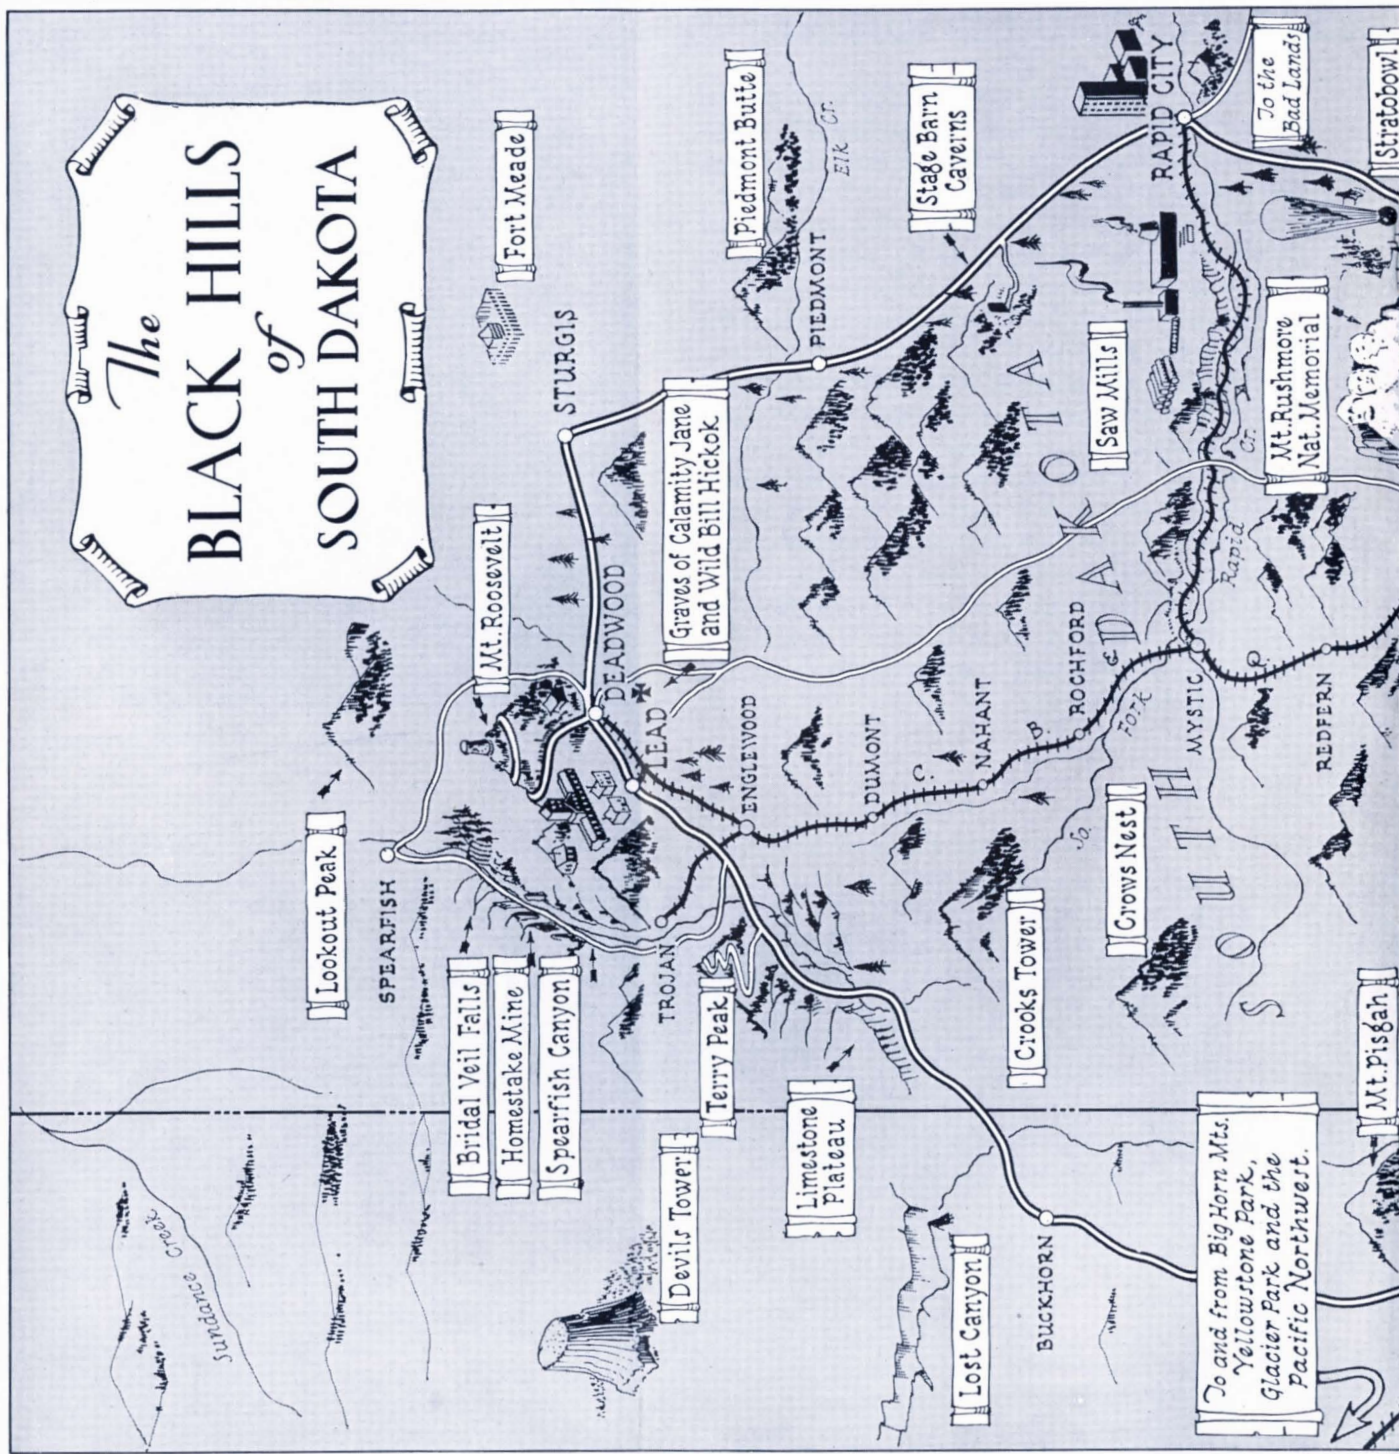 The
BLACK HILLS
of
SOUTH DAKOTA
Fort Meade
Piedmont Butte
Elk Cr.
Stage Barn
Caverns
RAPID CITY
To the
Bad Lands
Stratobowl
STURGIS
PIEDMONT
Mt. Roosevelt
Graves of Calamity Jane
and Wild Bill Hickok
Saw Mills
Mt. Rushmore
Nat. Memorial
Rapid
Cr.
Lookout Peak
SPEARFISH
DEADWOOD
LEAD
ENGLEWOOD
DUMONT
NAHANT
ROCHFORD
MYSTIC
REDFERN
So.
Fork
Crows Nest
SOUTH DAKOTA
Bridal Veil Falls
Homestake Mine
Spearfish Canyon
TROJAN
Terry Peak
Crooks Tower
Limestone
Plateau
Mt. Pisgah
Sundance Creek
Devils Tower
Lost Canyon
BUCKHORN
To and from Big Horn Mts.
Yellowstone Park,
Glacier Park and the
Pacific Northwest.